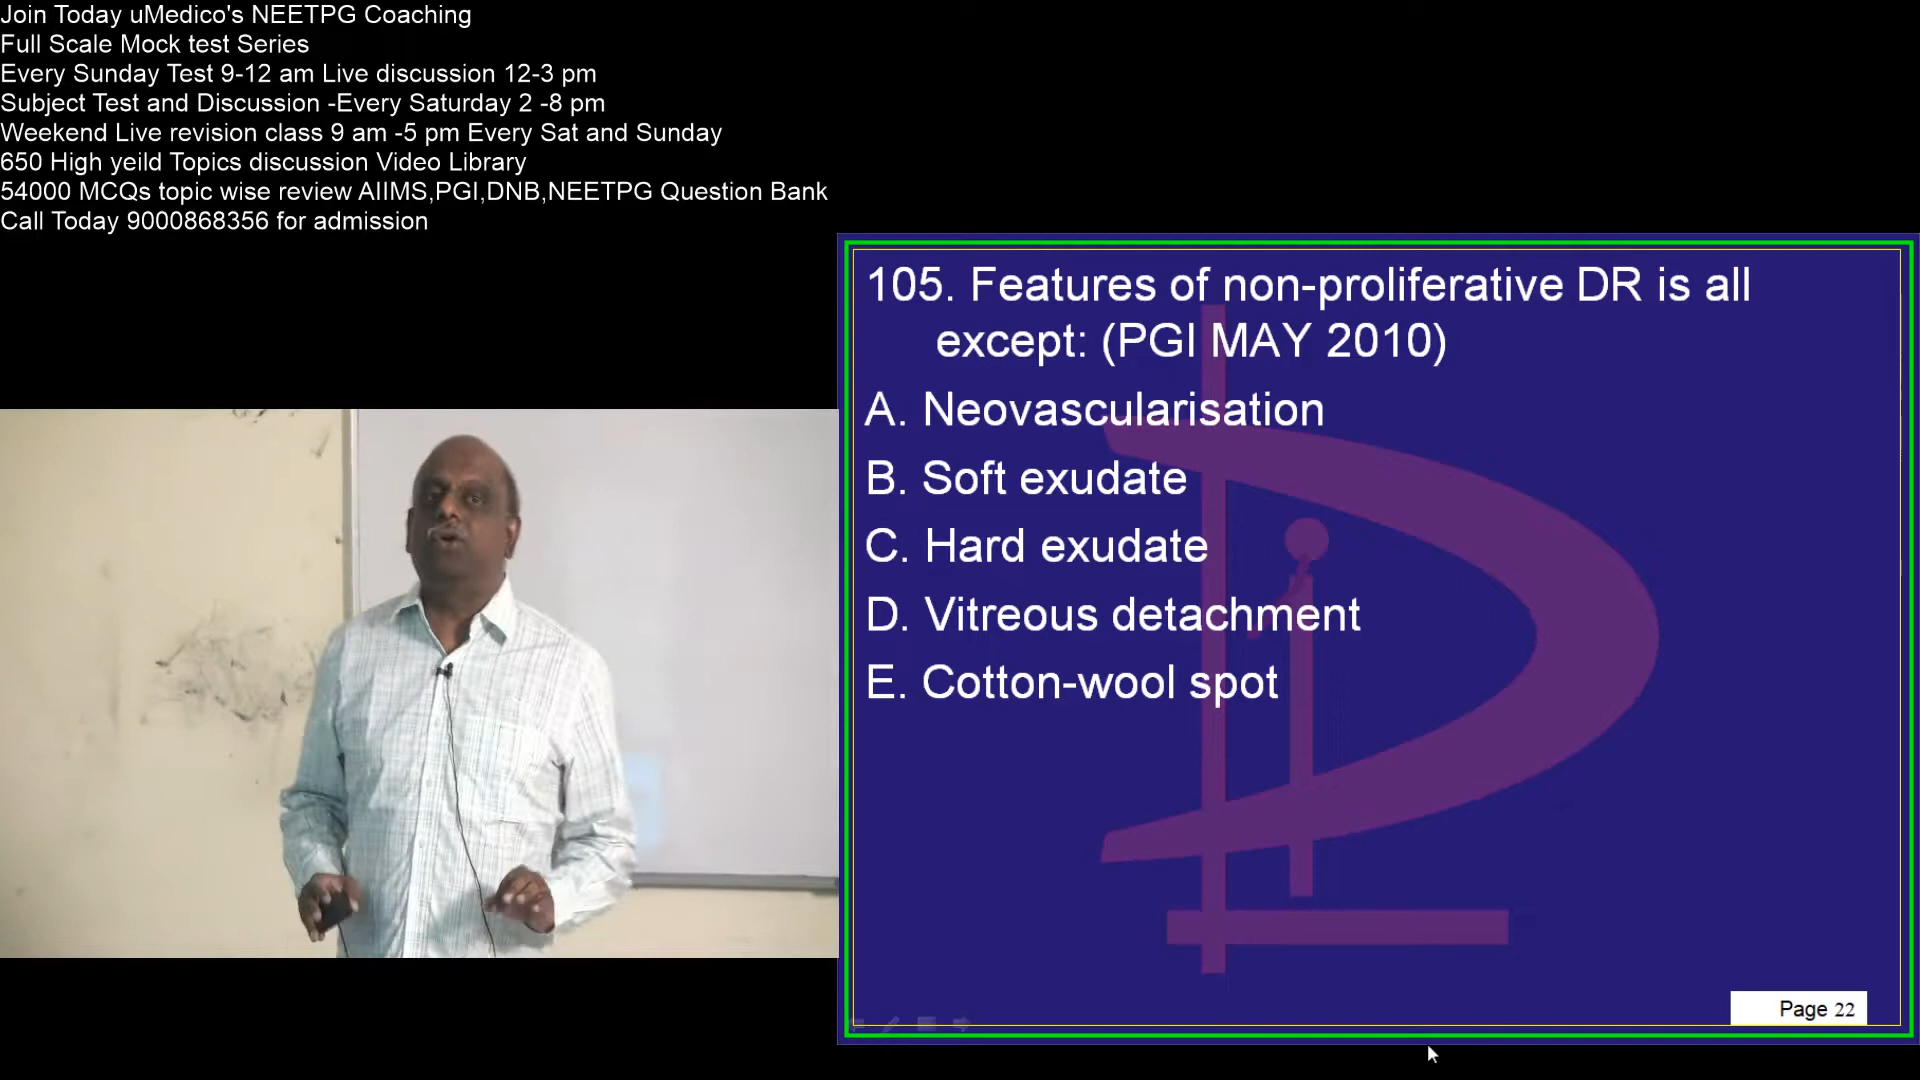 Join Today uMedico's NEETPG Coaching
Full Scale Mock test Series
Every Sunday Test 9-12 am Live discussion 12-3 pm
Subject Test and Discussion -Every Saturday 2 -8 pm
Weekend Live revision class 9 am -5 pm Every Sat and Sunday
650 High yeild Topics discussion Video Library
54000 MCQs topic wise review AIIMS,PGI,DNB,NEETPG Question Bank
Call Today 9000868356 for admission
105. Features of non-proliferative DR is all
except: (PGI MAY 2010)
A. Neovascularisation
B. Soft exudate
C. Hard exudate
D. Vitreous detachment
E. Cotton-wool spot
Page 22